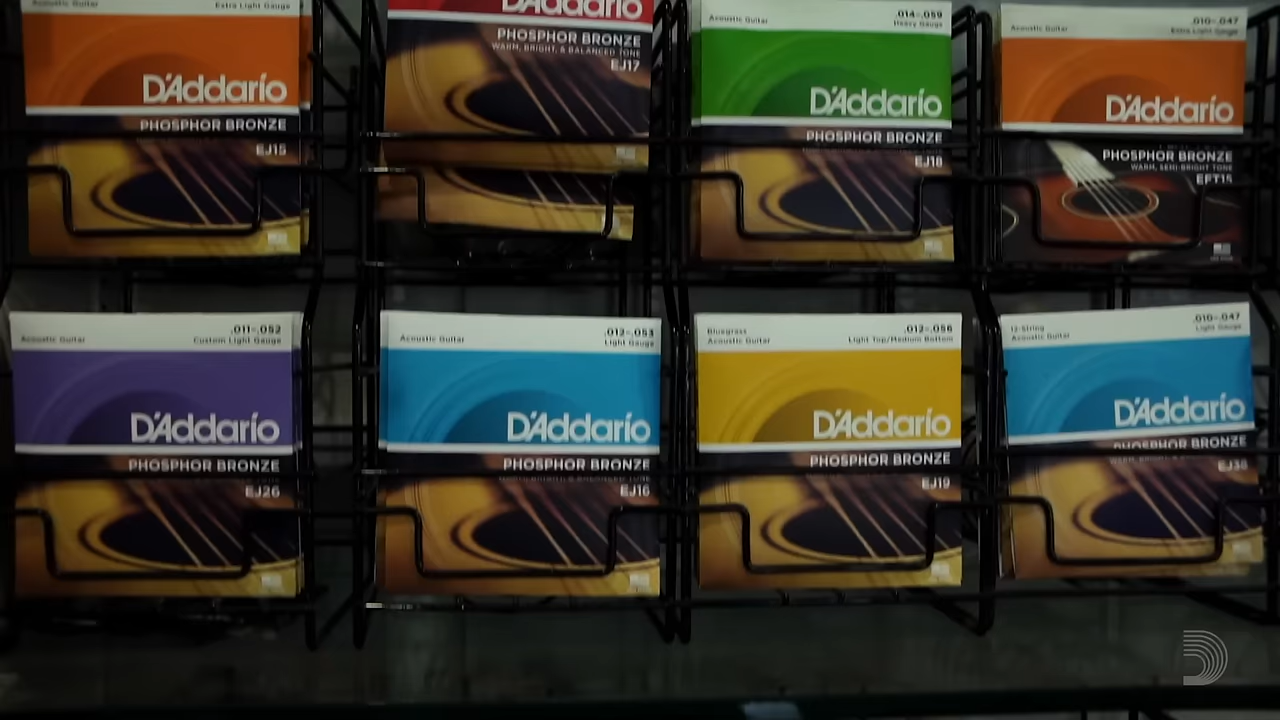 Acoustic Guitar
Extra Light Gauge
D'Addario
PHOSPHOR BRONZE
EJ15
D'Addario
PHOSPHOR BRONZE
WARM, BRIGHT, & BALANCED TONE
EJ17
Acoustic Guitar
.014-.059
Heavy Gauge
D'Addario
PHOSPHOR BRONZE
EJ18
Acoustic Guitar
.010-.047
Extra Light Gauge
D'Addario
PHOSPHOR BRONZE
WARM, SEMI-BRIGHT TONE
EFT15
Acoustic Guitar
.011-.052
Custom Light Gauge
D'Addario
PHOSPHOR BRONZE
EJ26
.012-.053
Acoustic Guitar
Light Gauge
D'Addario
PHOSPHOR BRONZE
WARM, BRIGHT, & BALANCED TONE
EJ16
Bluegrass
Acoustic Guitar
.012-.056
Light Top/Medium Bottom
D'Addario
PHOSPHOR BRONZE
EJ19
12-String
Acoustic Guitar
.010-.047
Light Gauge
D'Addario
PHOSPHOR BRONZE
EJ38